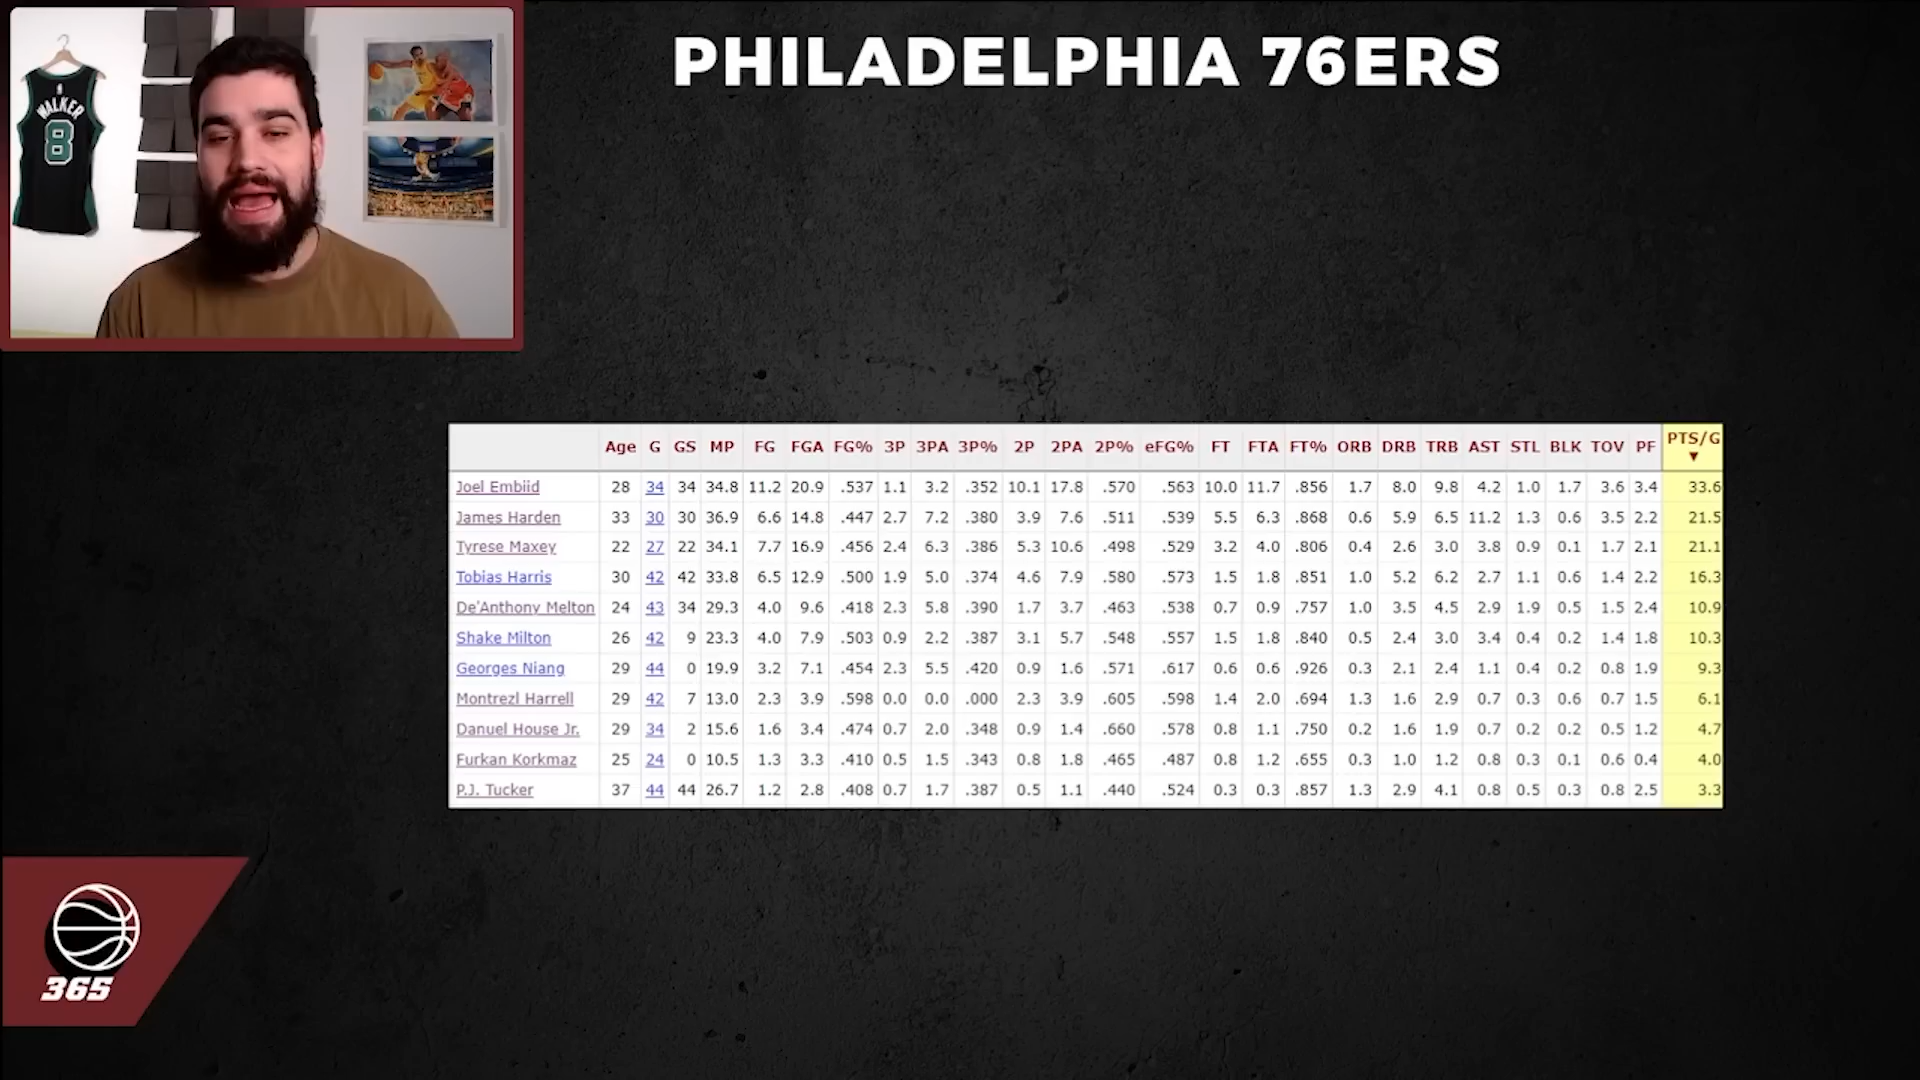 PHILADELPHIA 76ERS
WALKER
8
Age G GS MP FG FGA FG% 3P 3PA 3P% 2P 2PA 2P% eFG% FT FTA FT% ORB DRB TRB AST STL BLK TOV PF PTS/G ▼
Joel Embiid 28 34 34 34.8 11.2 20.9 .537 1.1 3.2 .352 10.1 17.8 .570 .563 10.0 11.7 .856 1.7 8.0 9.8 4.2 1.0 1.7 3.6 3.4 33.6
James Harden 33 30 30 36.9 6.6 14.8 .447 2.7 7.2 .380 3.9 7.6 .511 .539 5.5 6.3 .868 0.6 5.9 6.5 11.2 1.3 0.6 3.5 2.2 21.5
Tyrese Maxey 22 27 22 34.1 7.7 16.9 .456 2.4 6.3 .386 5.3 10.6 .498 .529 3.2 4.0 .806 0.4 2.6 3.0 3.8 0.9 0.1 1.7 2.1 21.1
Tobias Harris 30 42 42 33.8 6.5 12.9 .500 1.9 5.0 .374 4.6 7.9 .580 .573 1.5 1.8 .851 1.0 5.2 6.2 2.7 1.1 0.6 1.4 2.2 16.3
De'Anthony Melton 24 43 34 29.3 4.0 9.6 .418 2.3 5.8 .390 1.7 3.7 .463 .538 0.7 0.9 .757 1.0 3.5 4.5 2.9 1.9 0.5 1.5 2.4 10.9
Shake Milton 26 42 9 23.3 4.0 7.9 .503 0.9 2.2 .387 3.1 5.7 .548 .557 1.5 1.8 .840 0.5 2.4 3.0 3.4 0.4 0.2 1.4 1.8 10.3
Georges Niang 29 44 0 19.9 3.2 7.1 .454 2.3 5.5 .420 0.9 1.6 .571 .617 0.6 0.6 .926 0.3 2.1 2.4 1.1 0.4 0.2 0.8 1.9 9.3
Montrezl Harrell 29 42 7 13.0 2.3 3.9 .598 0.0 0.0 .000 2.3 3.9 .605 .598 1.4 2.0 .694 1.3 1.6 2.9 0.7 0.3 0.6 0.7 1.5 6.1
Danuel House Jr. 29 34 2 15.6 1.6 3.4 .474 0.7 2.0 .348 0.9 1.4 .660 .578 0.8 1.1 .750 0.2 1.6 1.9 0.7 0.2 0.2 0.5 1.2 4.7
Furkan Korkmaz 25 24 0 10.5 1.3 3.3 .410 0.5 1.5 .343 0.8 1.8 .465 .487 0.8 1.2 .655 0.3 1.0 1.2 0.8 0.3 0.1 0.6 0.4 4.0
P.J. Tucker 37 44 44 26.7 1.2 2.8 .408 0.7 1.7 .387 0.5 1.1 .440 .524 0.3 0.3 .857 1.3 2.9 4.1 0.8 0.5 0.3 0.8 2.5 3.3
365